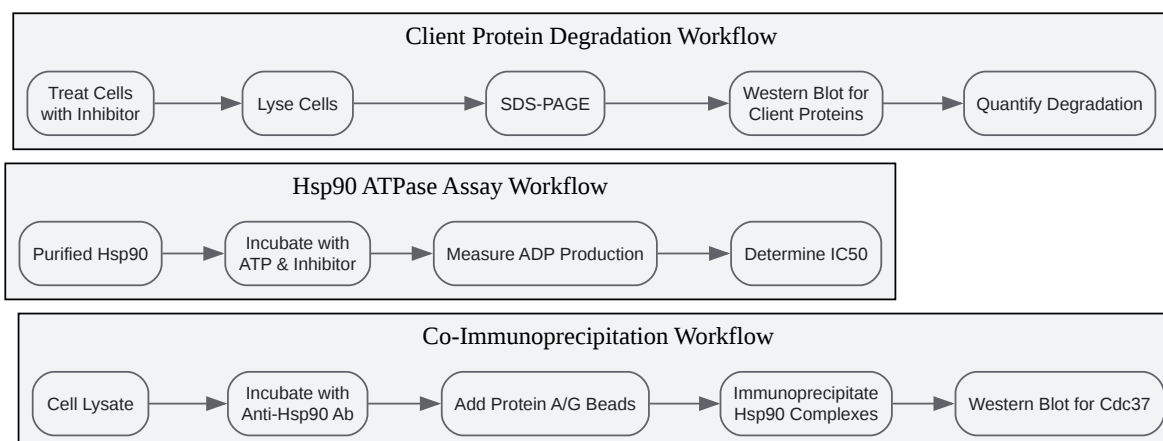 Client Protein Degradation Workflow
Treat Cells
with Inhibitor
Lyse Cells
SDS-PAGE
Western Blot for
Client Proteins
Quantify Degradation
Hsp90 ATPase Assay Workflow
Purified Hsp90
Incubate with
ATP & Inhibitor
Measure ADP Production
Determine IC50
Co-Immunoprecipitation Workflow
Cell Lysate
Incubate with
Anti-Hsp90 Ab
Add Protein A/G Beads
Immunoprecipitate
Hsp90 Complexes
Western Blot for Cdc37